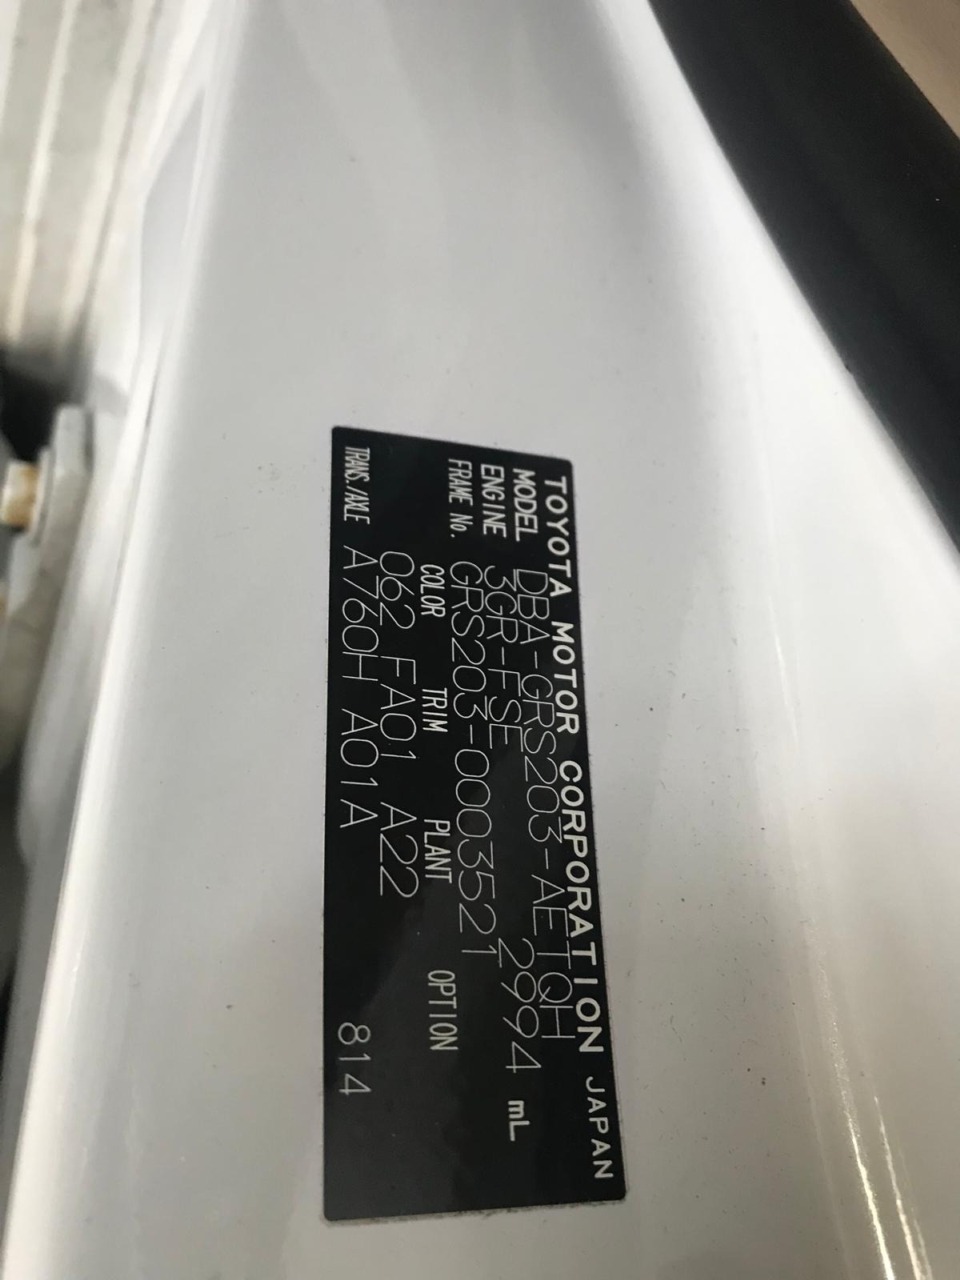 TOYOTA MOTOR CORPORATION JAPAN
MODEL DBA-GRS203-AETQH
ENGINE 3GR-FSE 2994 mL
FRAME No. GRS203-0003521
COLOR TRIM PLANT OPTION
062 FA01 A22
TRANS./AXLE A760H A01A 814